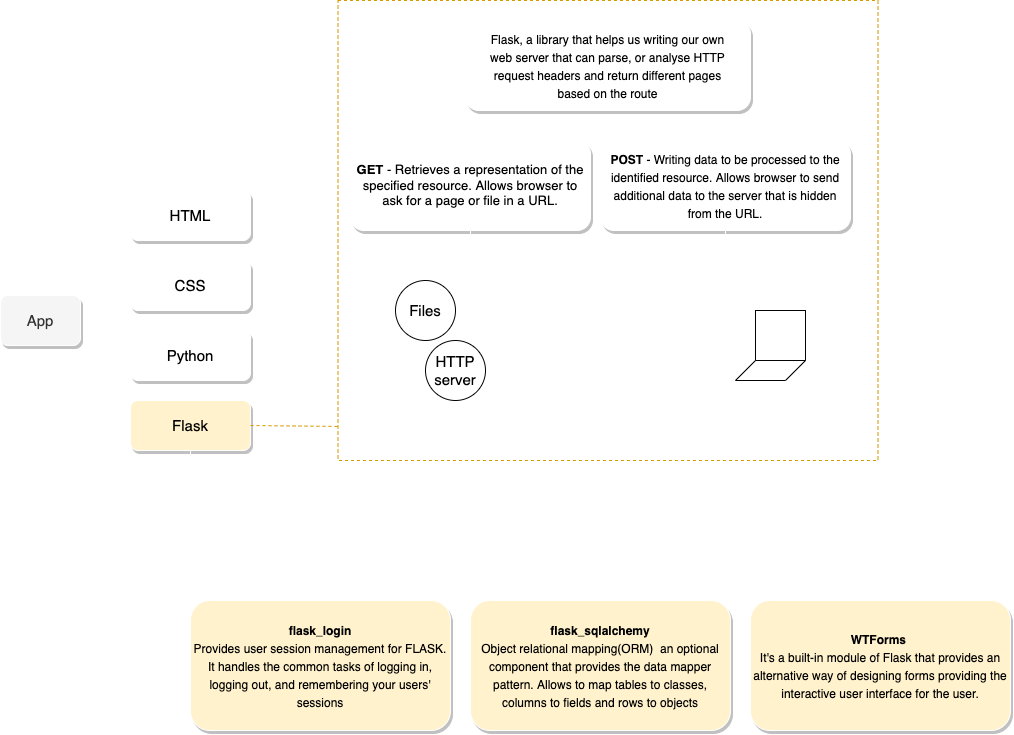 Flask, a library that helps us writing our own
web server that can parse, or analyse HTTP
request headers and return different pages
based on the route
GET - Retrieves a representation of the
specified resource. Allows browser to
ask for a page or file in a URL.
POST - Writing data to be processed to the
identified resource. Allows browser to send
additional data to the server that is hidden
from the URL.
HTML
CSS
App
Python
Flask
Files
HTTP
server
flask_login
Provides user session management for FLASK.
It handles the common tasks of logging in,
logging out, and remembering your users'
sessions
flask_sqlalchemy
Object relational mapping(ORM) an optional
component that provides the data mapper
pattern. Allows to map tables to classes,
columns to fields and rows to objects
WTForms
It's a built-in module of Flask that provides an
alternative way of designing forms providing the
interactive user interface for the user.